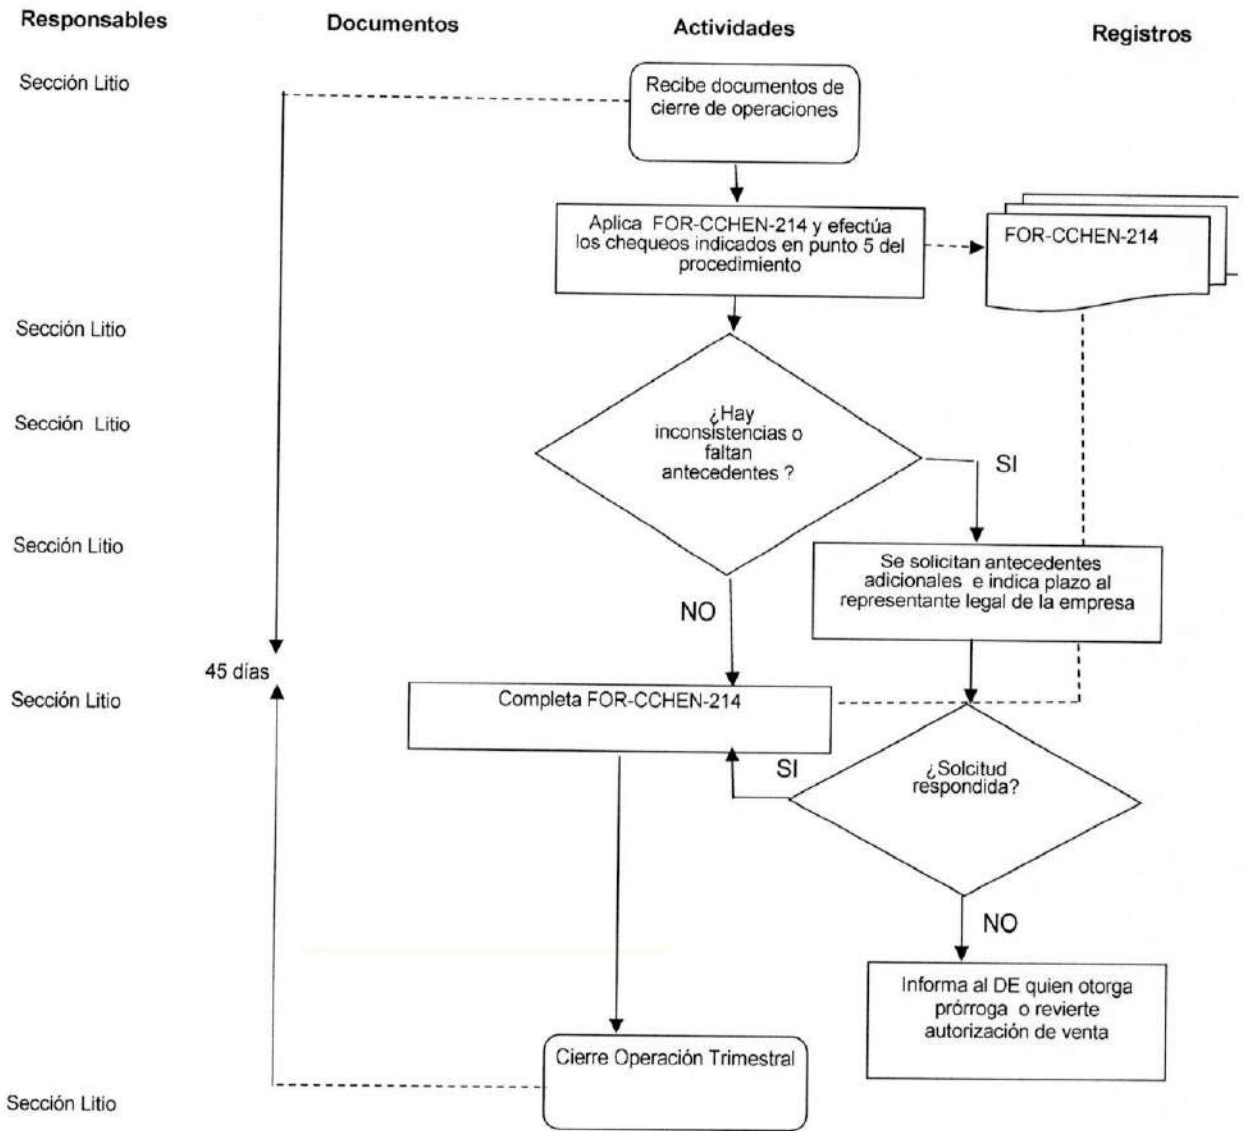 Responsables
Documentos
Actividades
Registros
Sección Litio
Recibe documentos de
cierre de operaciones
Aplica FOR-CCHEN-214 y efectúa
los chequeos indicados en punto 5 del
procedimiento
FOR-CCHEN-214
Sección Litio
Sección Litio
¿Hay
inconsistencias o
faltan
antecedentes ?
SI
Sección Litio
Se solicitan antecedentes
adicionales e indica plazo al
representante legal de la empresa
NO
45 días
Sección Litio
Completa FOR-CCHEN-214
SI
¿Solcitud
respondida?
NO
Informa al DE quien otorga
prórroga o revierte
autorización de venta
Cierre Operación Trimestral
Sección Litio